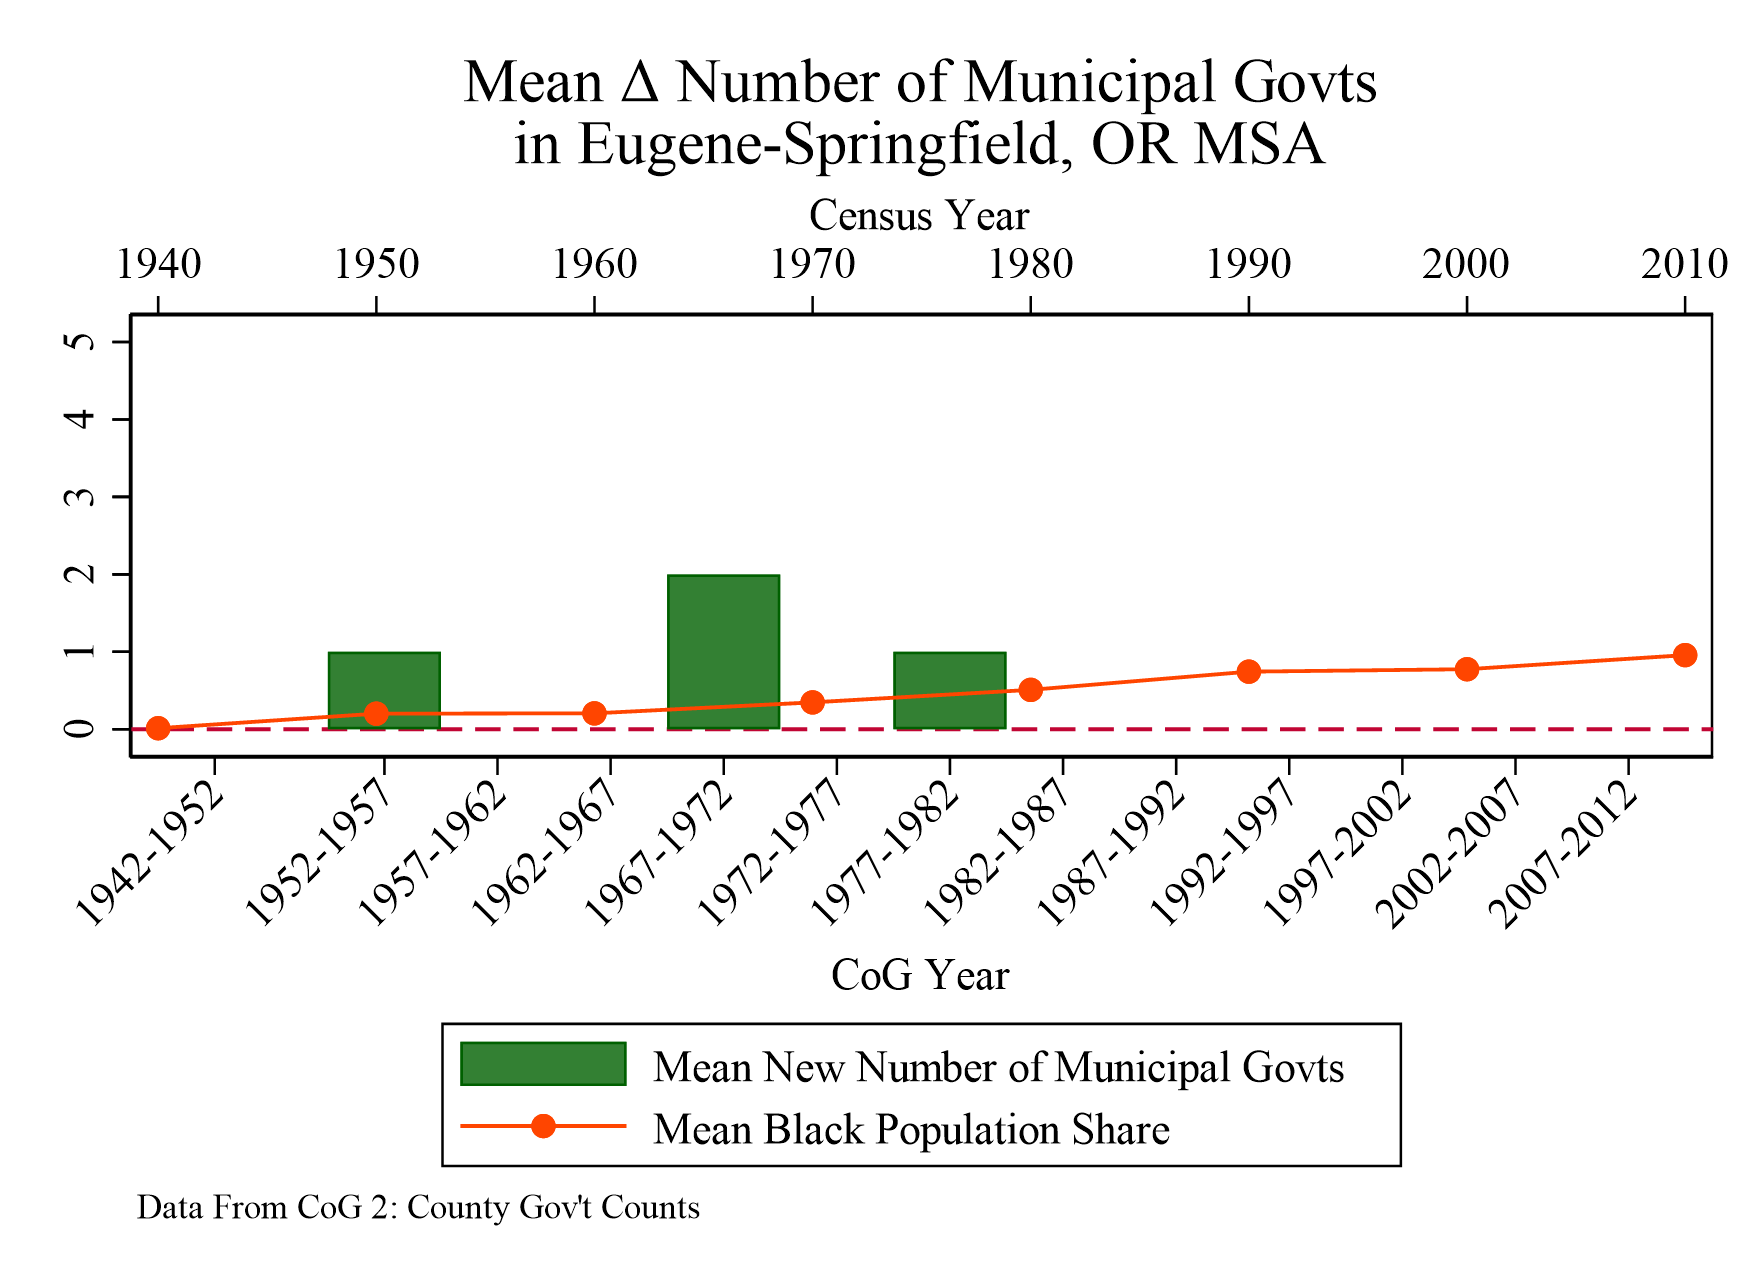 Mean Δ Number of Municipal Govts
in Eugene-Springfield, OR MSA
Census Year
1940 1950 1960 1970 1980 1990 2000 2010
5
4
3
2
1
0
1942-1952 1952-1957 1957-1962 1962-1967 1967-1972 1972-1977 1977-1982 1982-1987 1987-1992 1992-1997 1997-2002 2002-2007 2007-2012
CoG Year
Mean New Number of Municipal Govts
Mean Black Population Share
Data From CoG 2: County Gov't Counts